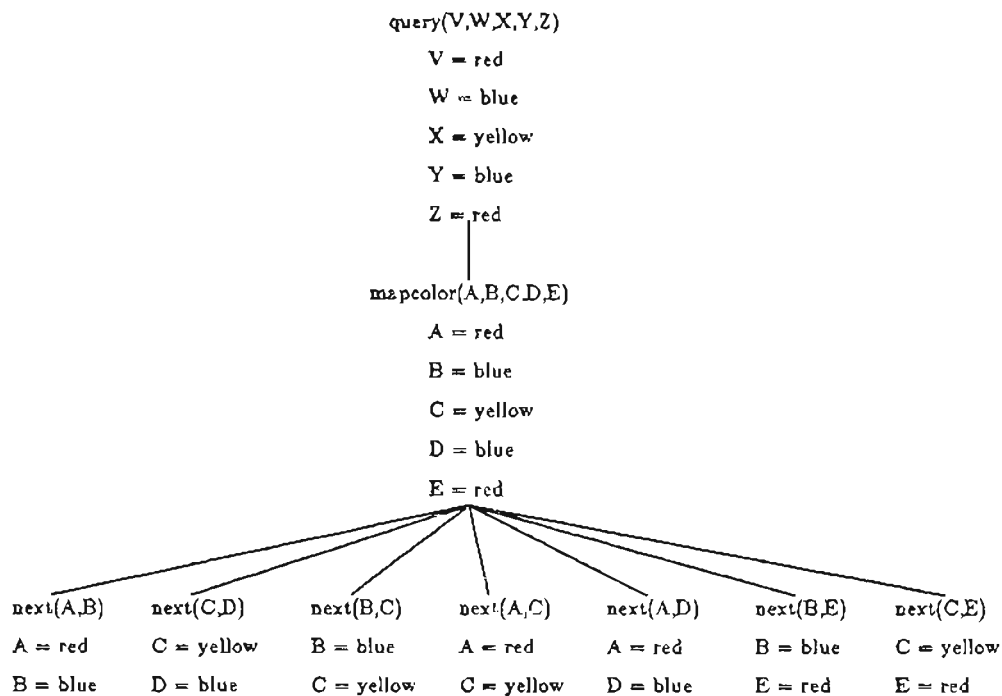 query(V,W,X,Y,Z)
V = red
W = blue
X = yellow
Y = blue
Z = red
mapcolor(A,B,C,D,E)
A = red
B = blue
C = yellow
D = blue
E = red
next(A,B) next(C,D) next(B,C) next(A,C) next(A,D) next(B,E) next(C,E)
A = red C = yellow B = blue A = red A = red B = blue C = yellow
B = blue D = blue C = yellow C = yellow D = blue E = red E = red